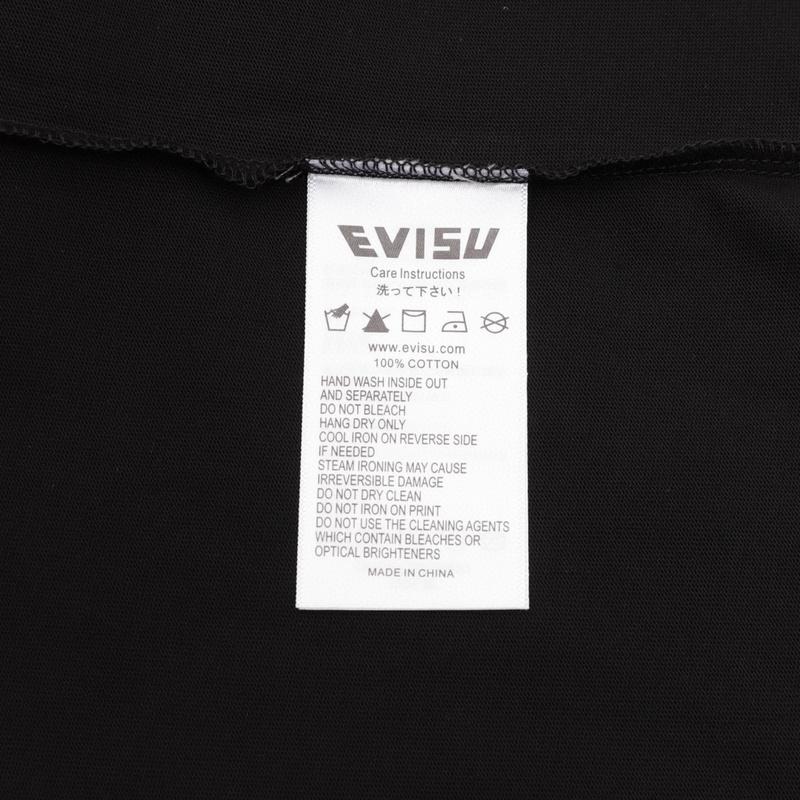 EVISU
Care Instructions
洗って下さい!
www.evisu.com
100% COTTON
HAND WASH INSIDE OUT
AND SEPARATELY
DO NOT BLEACH
HANG DRY ONLY
COOL IRON ON REVERSE SIDE
IF NEEDED
STEAM IRONING MAY CAUSE
IRREVERSIBLE DAMAGE
DO NOT DRY CLEAN
DO NOT IRON ON PRINT
DO NOT USE THE CLEANING AGENTS
WHICH CONTAIN BLEACHES OR
OPTICAL BRIGHTENERS
MADE IN CHINA